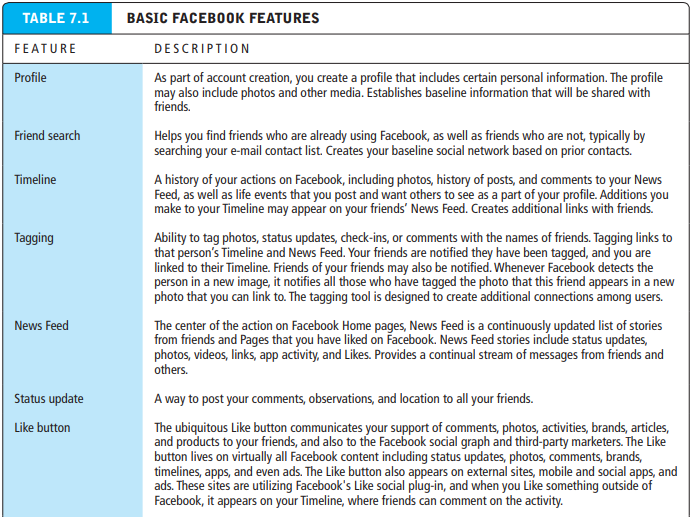 TABLE 7.1 BASIC FACEBOOK FEATURES
FEATURE DESCRIPTION
Profile As part of account creation, you create a profile that includes certain personal information. The profile
may also include photos and other media. Establishes baseline information that will be shared with
friends.
Friend search Helps you find friends who are already using Facebook, as well as friends who are not, typically by
searching your e-mail contact list. Creates your baseline social network based on prior contacts.
Timeline A history of your actions on Facebook, including photos, history of posts, and comments to your News
Feed, as well as life events that you post and want others to see as a part of your profile. Additions you
make to your Timeline may appear on your friends’ News Feed. Creates additional links with friends.
Tagging Ability to tag photos, status updates, check-ins, or comments with the names of friends. Tagging links to
that person’s Timeline and News Feed. Your friends are notified they have been tagged, and you are
linked to their Timeline. Friends of your friends may also be notified. Whenever Facebook detects the
person in a new image, it notifies all those who have tagged the photo that this friend appears in a new
photo that you can link to. The tagging tool is designed to create additional connections among users.
News Feed The center of the action on Facebook Home pages, News Feed is a continuously updated list of stories
from friends and Pages that you have liked on Facebook. News Feed stories include status updates,
photos, videos, links, app activity, and Likes. Provides a continual stream of messages from friends and
others.
Status update A way to post your comments, observations, and location to all your friends.
Like button The ubiquitous Like button communicates your support of comments, photos, activities, brands, articles,
and products to your friends, and also to the Facebook social graph and third-party marketers. The Like
button lives on virtually all Facebook content including status updates, photos, comments, brands,
timelines, apps, and even ads. The Like button also appears on external sites, mobile and social apps, and
ads. These sites are utilizing Facebook's Like social plug-in, and when you Like something outside of
Facebook, it appears on your Timeline, where friends can comment on the activity.